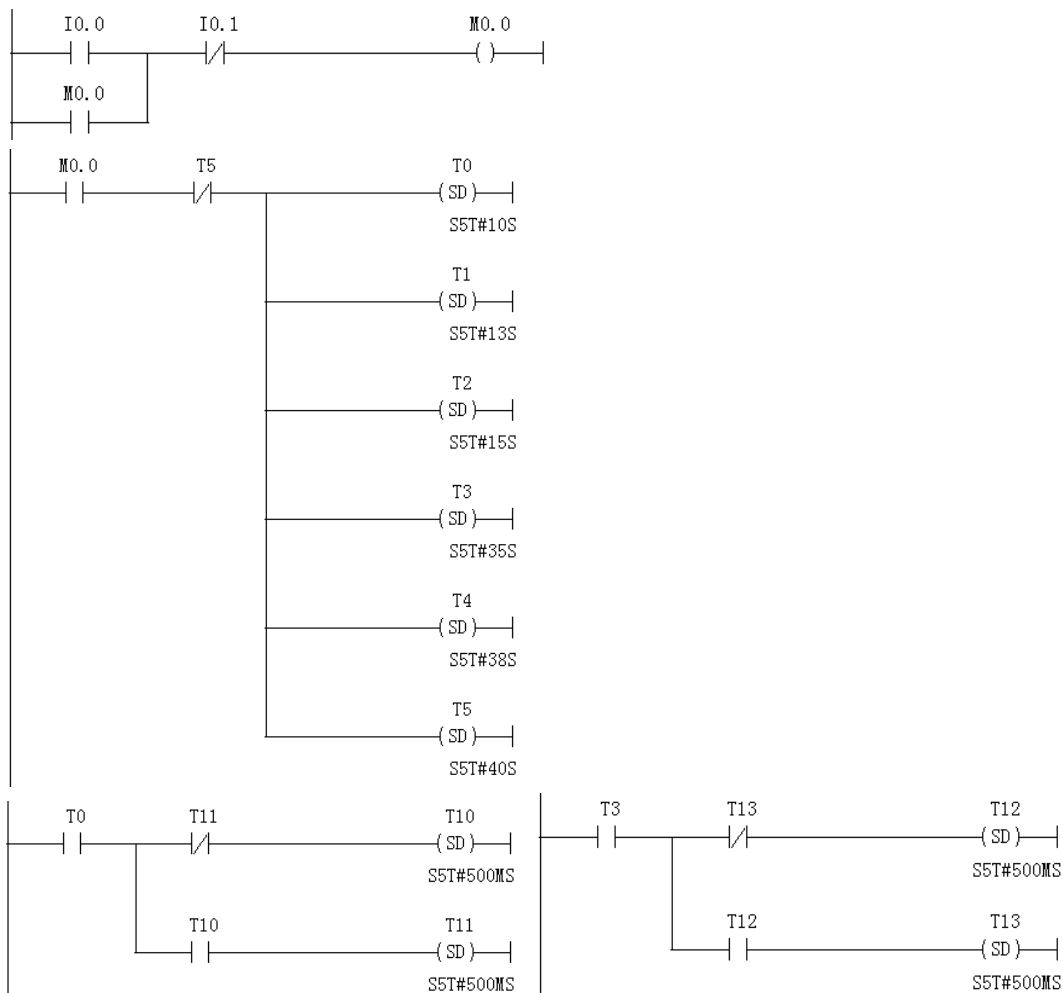 I0.0 I0.1 M0.0
( )
M0.0
M0.0 T5 T0
(SD)
S5T#10S
T1
(SD)
S5T#13S
T2
(SD)
S5T#15S
T3
(SD)
S5T#35S
T4
(SD)
S5T#38S
T5
(SD)
S5T#40S
T0 T11 T10
(SD)
S5T#500MS
T10 T11
(SD)
S5T#500MS
T3 T13 T12
(SD)
S5T#500MS
T12 T13
(SD)
S5T#500MS